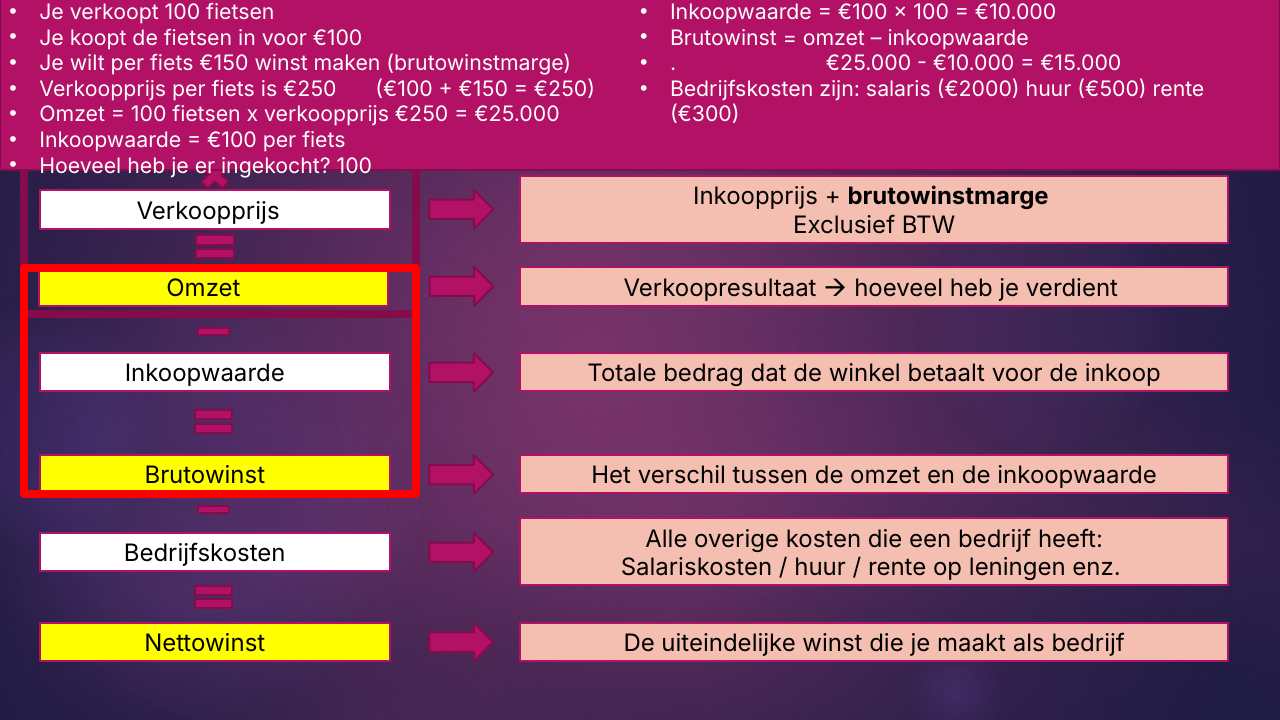 • Je verkoopt 100 fietsen
• Je koopt de fietsen in voor €100
• Je wilt per fiets €150 winst maken (brutowinstmarge)
• Verkoopprijs per fiets is €250 (€100 + €150 = €250)
• Omzet = 100 fietsen x verkoopprijs €250 = €25.000
• Inkoopwaarde = €100 per fiets
• Hoeveel heb je er ingekocht? 100
• Inkoopwaarde = €100 × 100 = €10.000
• Brutowinst = omzet – inkoopwaarde
• . €25.000 - €10.000 = €15.000
• Bedrijfskosten zijn: salaris (€2000) huur (€500) rente
(€300)
Verkoopprijs
Inkoopprijs + brutowinstmarge
Exclusief BTW
=
Omzet
Verkoopresultaat → hoeveel heb je verdient
–
Inkoopwaarde
Totale bedrag dat de winkel betaalt voor de inkoop
=
Brutowinst
Het verschil tussen de omzet en de inkoopwaarde
–
Bedrijfskosten
Alle overige kosten die een bedrijf heeft:
Salariskosten / huur / rente op leningen enz.
=
Nettowinst
De uiteindelijke winst die je maakt als bedrijf